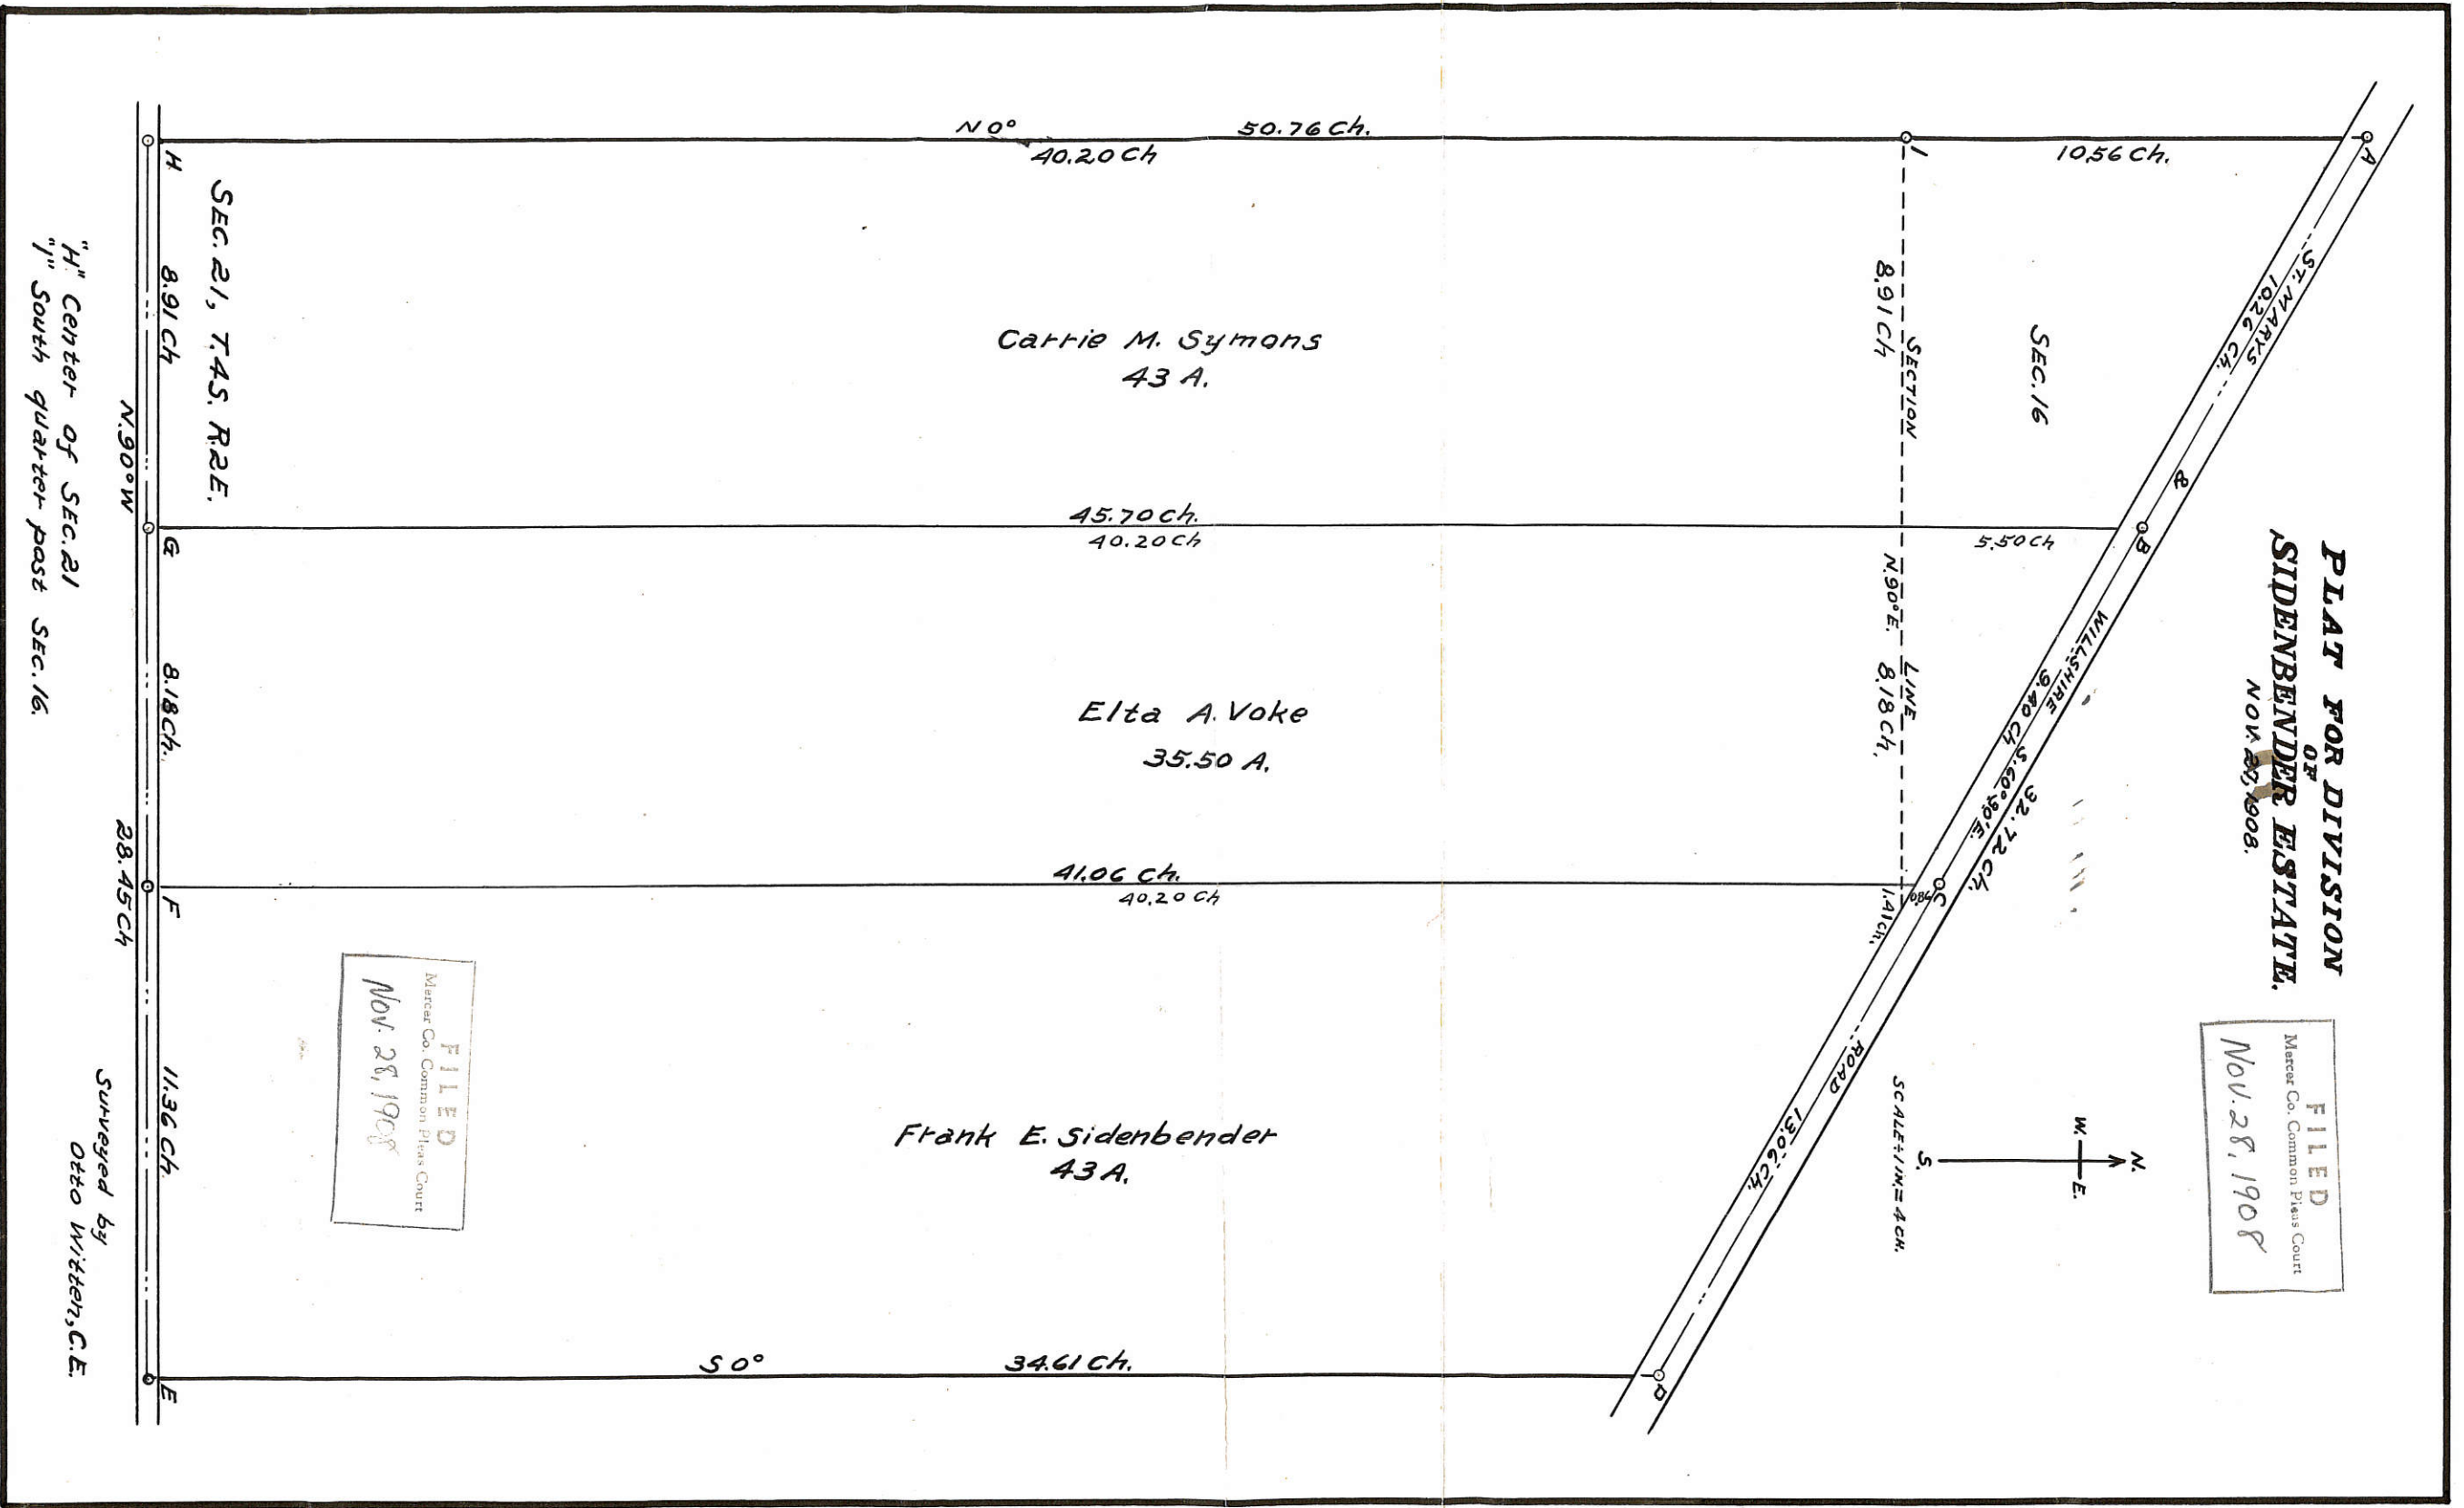 PLAT FOR DIVISION
OF
SIDENBENDER ESTATE.
NOV. 27, 1908.
FILED
Mercer Co. Common Pleas Court
Nov. 28, 1908
N.
W.
E.
S.
SCALE: 1 IN. = 4 CH.
A
ST. MARYS
10.26 Ch.
&
B
WILLSHIRE
9.40 Ch
S. 60° 30' E.
32.72 Ch.
C
ROAD
13.06 Ch.
D
SEC. 16
10.56 Ch.
5.50 Ch
.860
1.41 Ch.
I
SECTION
LINE
8.91 Ch
N. 90° E.
8.18 Ch.
N 0°
50.76 Ch.
40.20 Ch
45.70 Ch.
40.20 Ch
41.06 Ch.
40.20 Ch
S 0°
34.61 Ch.
Carrie M. Symons
43 A.
Elta A. Voke
35.50 A.
Frank E. Sidenbender
43 A.
FILED
Mercer Co. Common Pleas Court
Nov. 28, 1908
SEC. 21, T.4S. R.2E.
H
8.91 Ch
G
8.18 Ch.
F
11.36 Ch.
E
N. 90° W
28.45 Ch
"H" Center of SEC. 21
"I" South quarter post SEC. 16.
Surveyed by
Otto Witten, C.E.